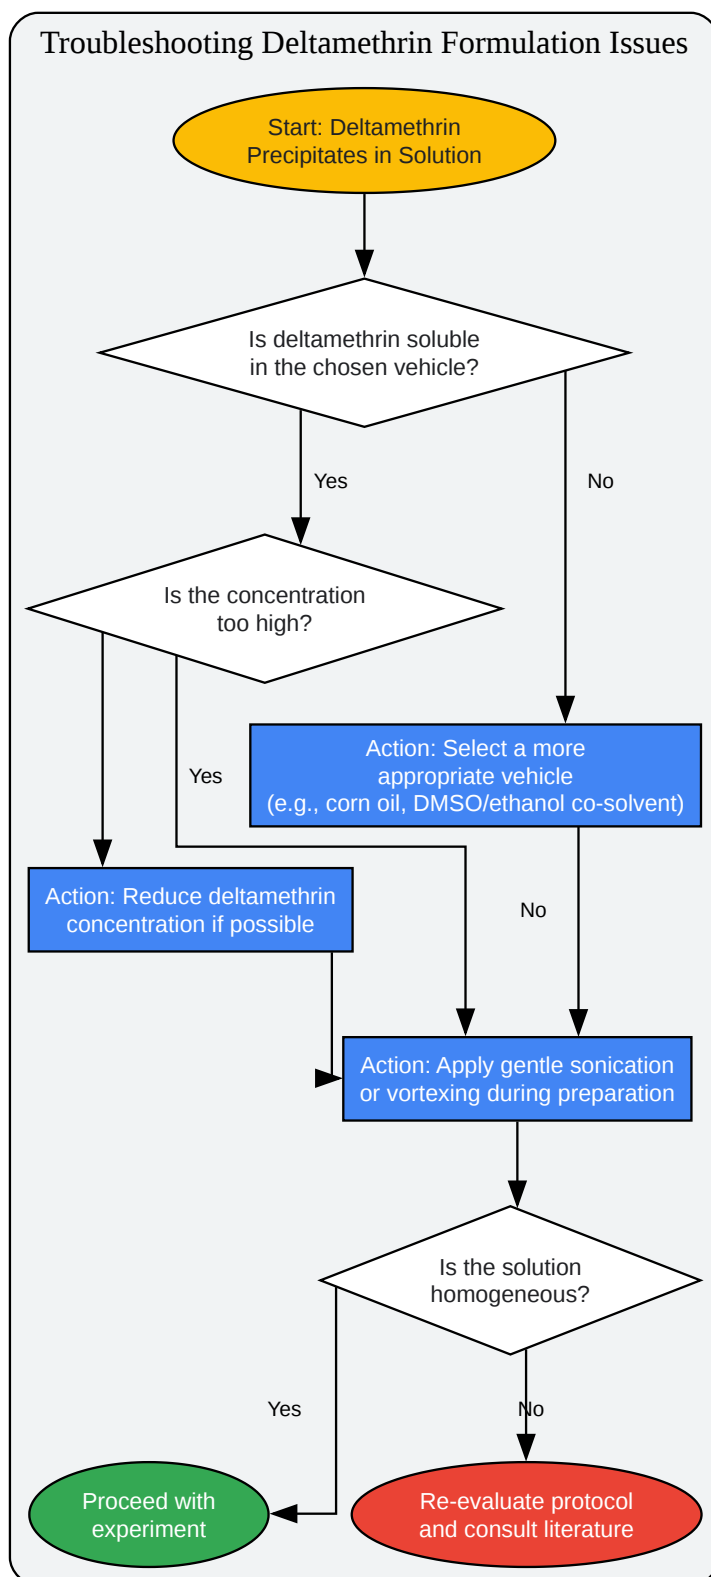 Troubleshooting Deltamethrin Formulation Issues
Start: Deltamethrin
Precipitates in Solution
Is deltamethrin soluble
in the chosen vehicle?
Yes
No
Is the concentration
too high?
Action: Select a more
appropriate vehicle
(e.g., corn oil, DMSO/ethanol co-solvent)
Yes
Action: Reduce deltamethrin
concentration if possible
No
Action: Apply gentle sonication
or vortexing during preparation
Is the solution
homogeneous?
Yes
No
Proceed with
experiment
Re-evaluate protocol
and consult literature